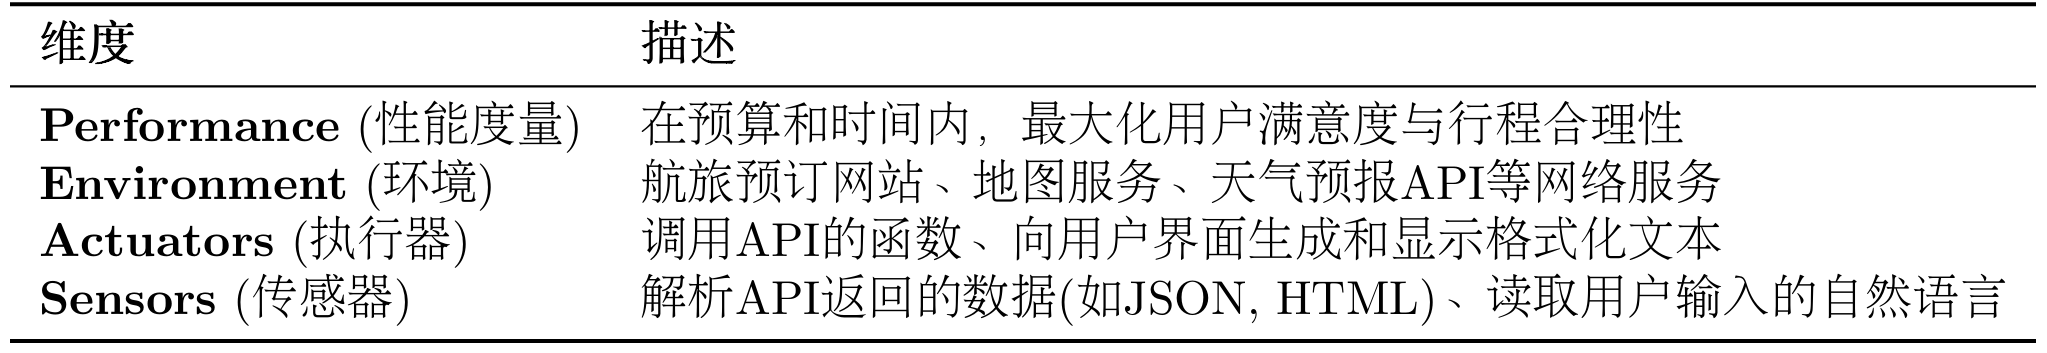 维度 描述
Performance (性能度量) 在预算和时间内，最大化用户满意度与行程合理性
Environment (环境) 航旅预订网站、地图服务、天气预报API等网络服务
Actuators (执行器) 调用API的函数、向用户界面生成和显示格式化文本
Sensors (传感器) 解析API返回的数据(如JSON, HTML)、读取用户输入的自然语言